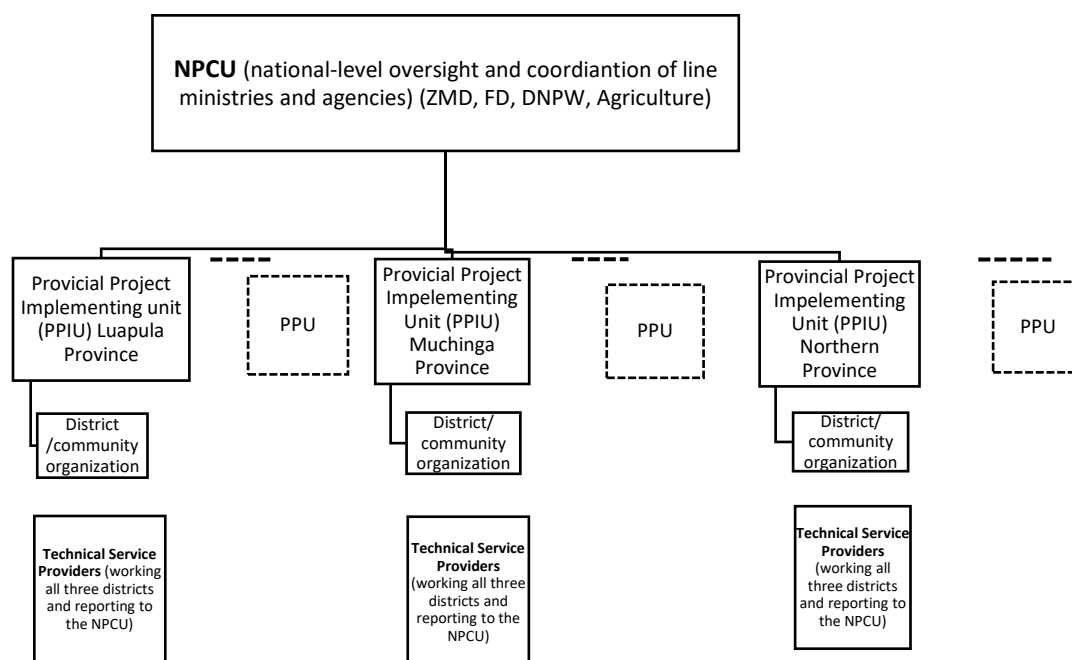 NPCU (national-level oversight and coordiantion of line
ministries and agencies) (ZMD, FD, DNPW, Agriculture)
Provicial Project
Implementing unit
(PPIU) Luapula
Province
PPU
Provicial Project
Impelementing
Unit (PPIU)
Muchinga
Province
PPU
Provincial Project
Impelementing
Unit (PPIU)
Northern
Province
PPU
District
/community
organization
District/
community
organization
District/
community
organization
Technical Service
Providers (working
all three districts
and reporting to
the NPCU)
Technical Service
Providers
(working all three
districts and
reporting to the
NPCU)
Technical Service
Providers
(working all
three districts
and reporting to
the NPCU)